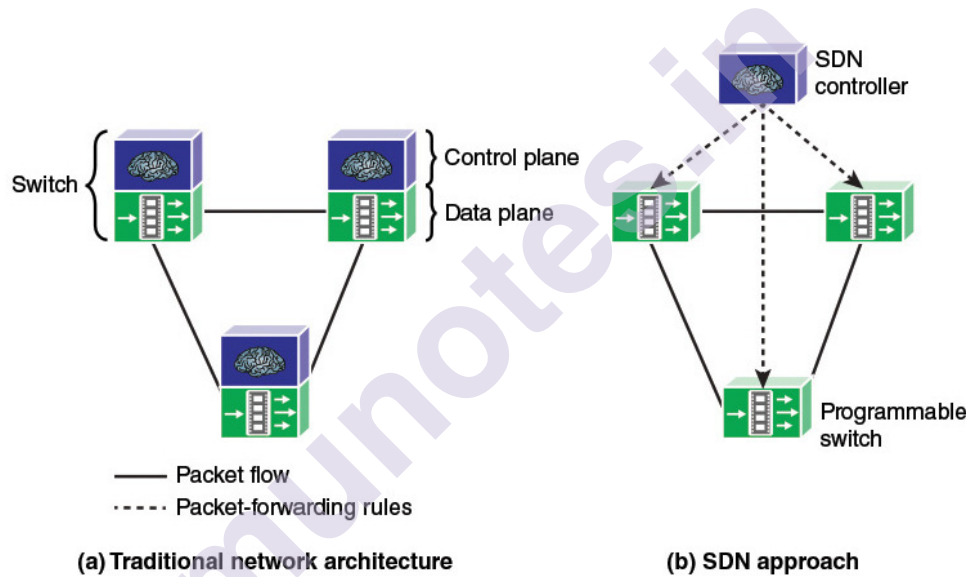 SDN
controller
Switch
Control plane
Data plane
Programmable
switch
Packet flow
Packet-forwarding rules
(a) Traditional network architecture
(b) SDN approach
munotes.in